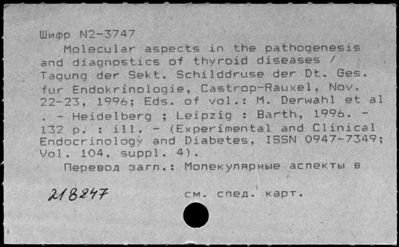 Шифр N2-3747
Molecular aspects in the pathogenesis
and diagnostics of thyroid diseases /
Tagung der Sekt. Schilddruse der Dt. Ges.
fur Endokrinologie, Castrop-Rauxel, Nov.
22-23, 1996; Eds. of vol.: M. Derwahl et al
. - Heidelberg ; Leipzig : Barth, 1996. -
132 p. : ill. - (Experimental and Clinical
Endocrinology and Diabetes, ISSN 0947-7349;
Vol. 104, suppl. 4).
Перевод загл.: Молекулярные аспекты в
218247 см. след. карт.